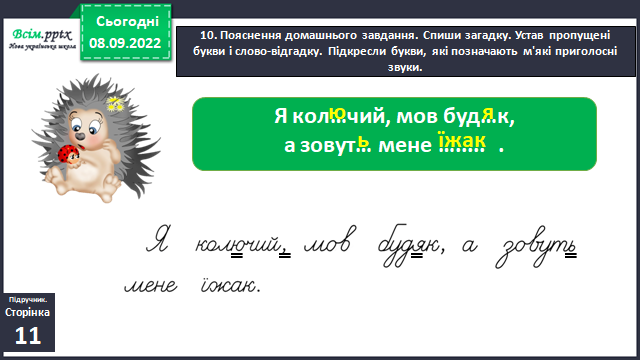 Всім.pptx
Нова українська школа
Сьогодні
08.09.2022
10. Пояснення домашнього завдання. Спиши загадку. Устав пропущені
букви і слово-відгадку. Підкресли букви, які позначають м'які приголосні
звуки.
Я колючий, мов будяк,
а зовуть мене їжак .
Я колючий, мов будяк, а зовуть
мене їжак.
Підручник.
Сторінка
11